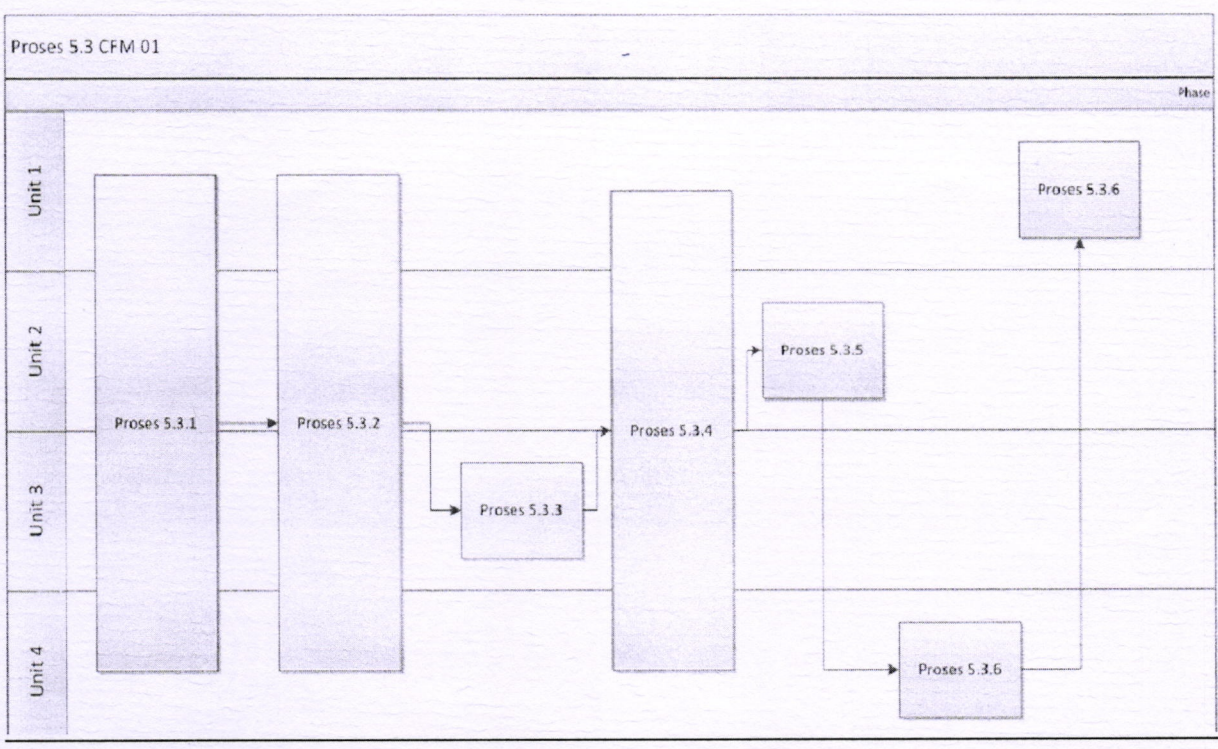 Proses 5.3 CFM 01
Phase
Unit 1
Unit 2
Unit 3
Unit 4
Proses 5.3.1
Proses 5.3.2
Proses 5.3.3
Proses 5.3.4
Proses 5.3.5
Proses 5.3.6
Proses 5.3.6